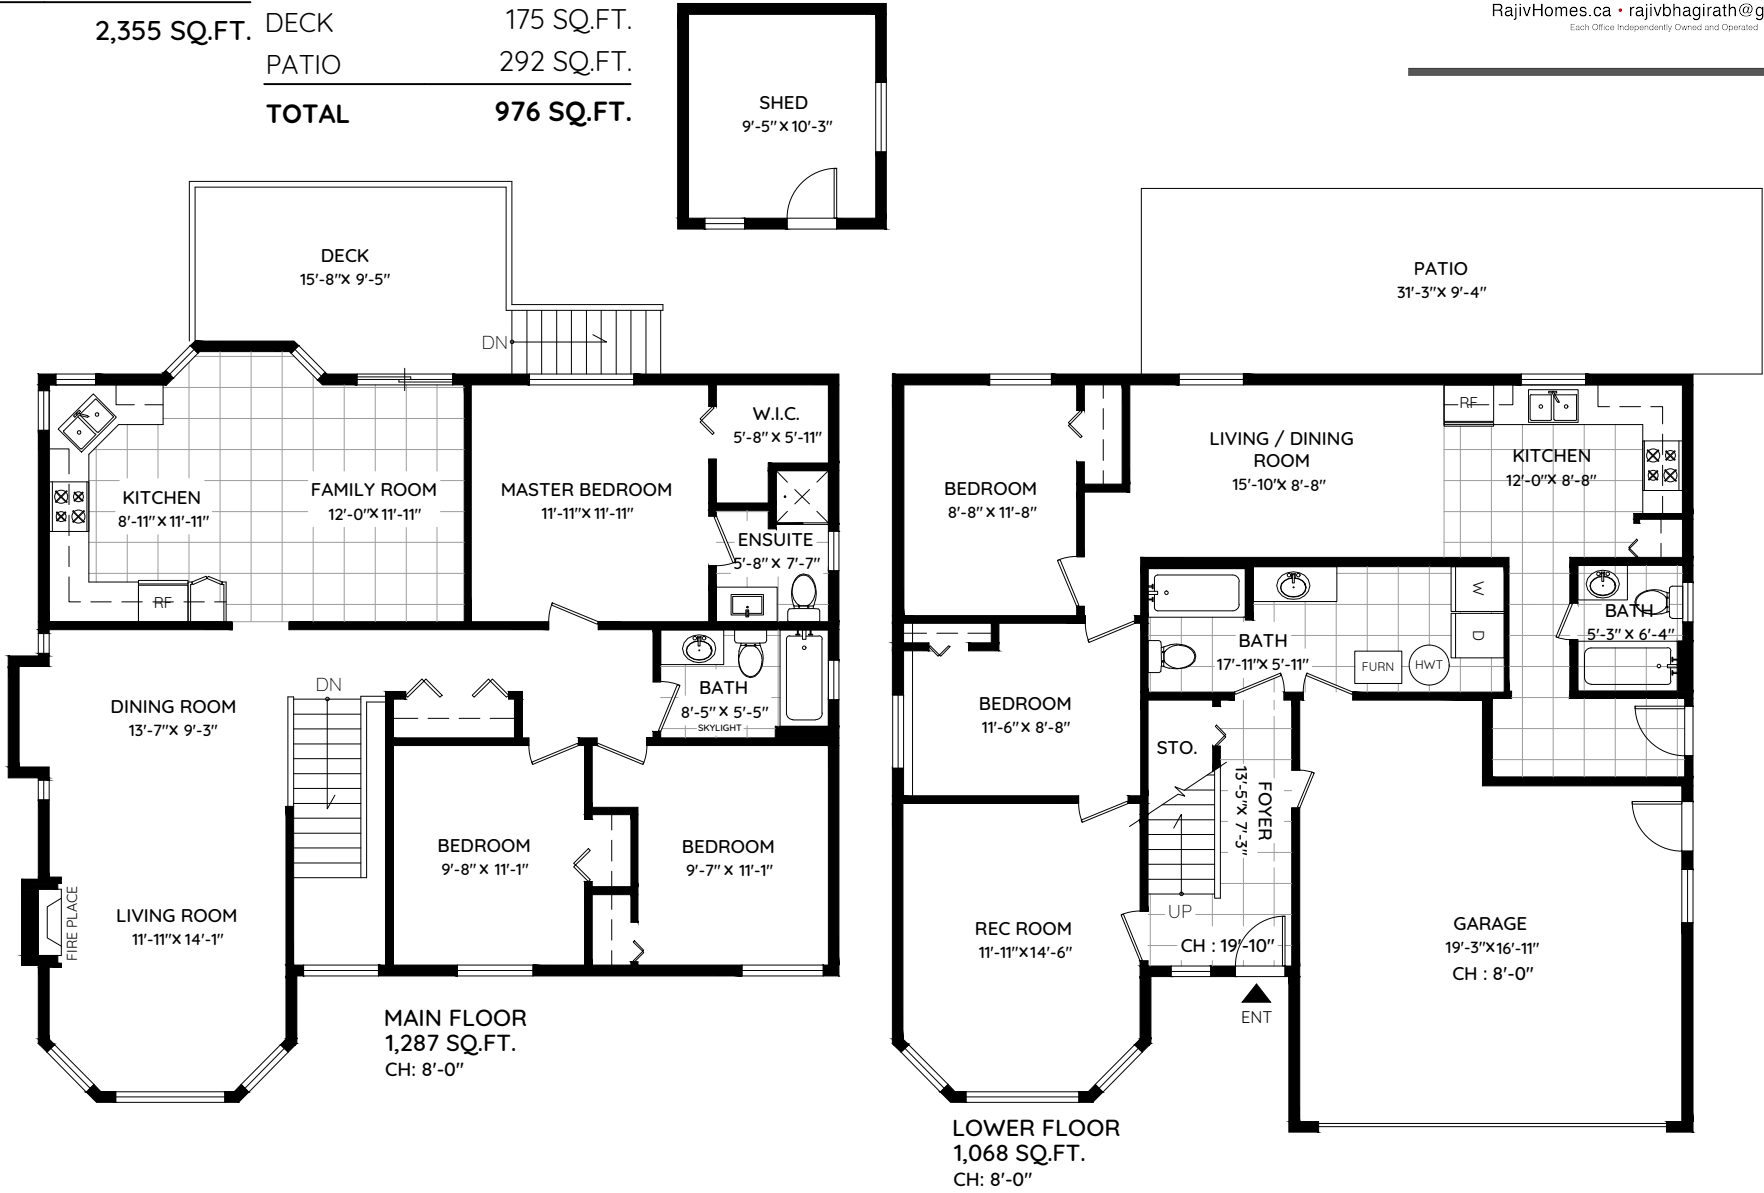 RajivHomes.ca • rajivbhagirath@g
Each Office Independently Owned and Operated
2,355 SQ.FT.
DECK 175 SQ.FT.
PATIO 292 SQ.FT.
TOTAL 976 SQ.FT.
SHED
9'-5"X 10'-3"
DECK
15'-8"X 9'-5"
DN
KITCHEN
8'-11"X 11'-11"
RF
FAMILY ROOM
12'-0"X 11'-11"
MASTER BEDROOM
11'-11"X 11'-11"
W.I.C.
5'-8"X 5'-11"
ENSUITE
5'-8"X 7'-7"
DINING ROOM
13'-7"X 9'-3"
DN
BATH
8'-5"X 5'-5"
SKYLIGHT
LIVING ROOM
11'-11"X 14'-1"
FIRE PLACE
BEDROOM
9'-8"X 11'-1"
BEDROOM
9'-7"X 11'-1"
MAIN FLOOR
1,287 SQ.FT.
CH: 8'-0"
PATIO
31'-3"X 9'-4"
BEDROOM
8'-8"X 11'-8"
LIVING / DINING
ROOM
15'-10"X 8'-8"
RF
KITCHEN
12'-0"X 8'-8"
BATH
5'-3"X 6'-4"
BATH
17'-11"X 5'-11"
FURN
HWT
W
D
BEDROOM
11'-6"X 8'-8"
STO.
FOYER
13'-5"X 7'-3"
UP
CH : 19'-10"
ENT
REC ROOM
11'-11"X14'-6"
GARAGE
19'-3"X16'-11"
CH : 8'-0"
LOWER FLOOR
1,068 SQ.FT.
CH: 8'-0"